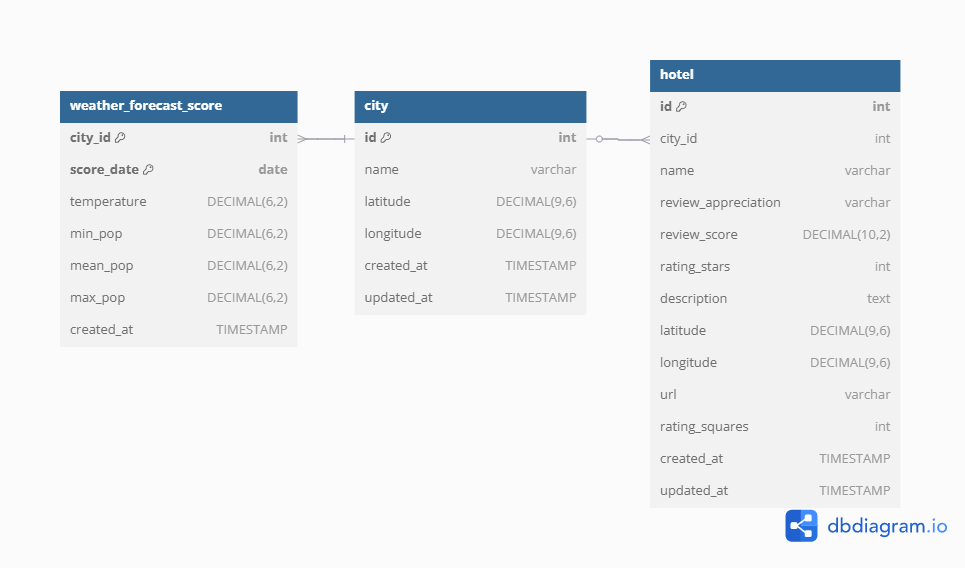 weather_forecast_score
city_id int
score_date date
temperature DECIMAL(6,2)
min_pop DECIMAL(6,2)
mean_pop DECIMAL(6,2)
max_pop DECIMAL(6,2)
created_at TIMESTAMP
city
id int
name varchar
latitude DECIMAL(9,6)
longitude DECIMAL(9,6)
created_at TIMESTAMP
updated_at TIMESTAMP
hotel
id int
city_id int
name varchar
review_appreciation varchar
review_score DECIMAL(10,2)
rating_stars int
description text
latitude DECIMAL(9,6)
longitude DECIMAL(9,6)
url varchar
rating_squares int
created_at TIMESTAMP
updated_at TIMESTAMP
dbdiagram.io